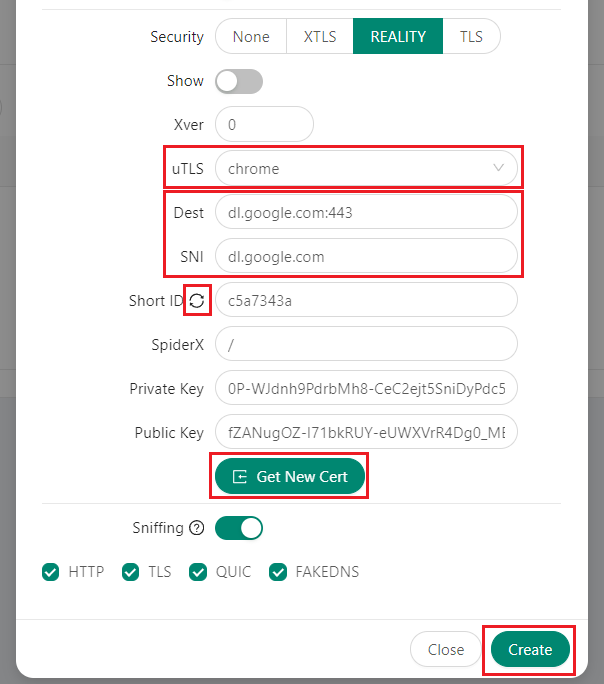 Security None XTLS REALITY TLS
Show
Xver 0
uTLS chrome
Dest dl.google.com:443
SNI dl.google.com
Short ID c5a7343a
SpiderX /
Private Key 0P-WJdnh9PdrbMh8-CeC2ejt5SniDyPdc5
Public Key fZANugOZ-I71bkRUY-eUWXVrR4Dg0_ME
Get New Cert
Sniffing
HTTP TLS QUIC FAKEDNS
Close Create